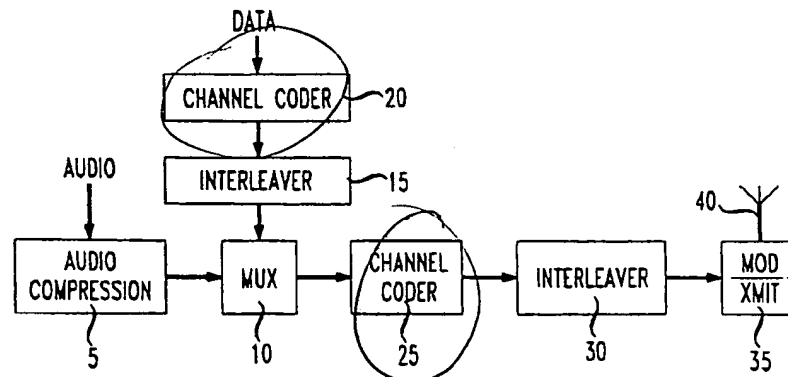 DATA
CHANNEL CODER
20
INTERLEAVER
15
AUDIO
40
AUDIO
COMPRESSION
MUX
CHANNEL
CODER
INTERLEAVER
MOD
XMIT
5
10
25
30
35